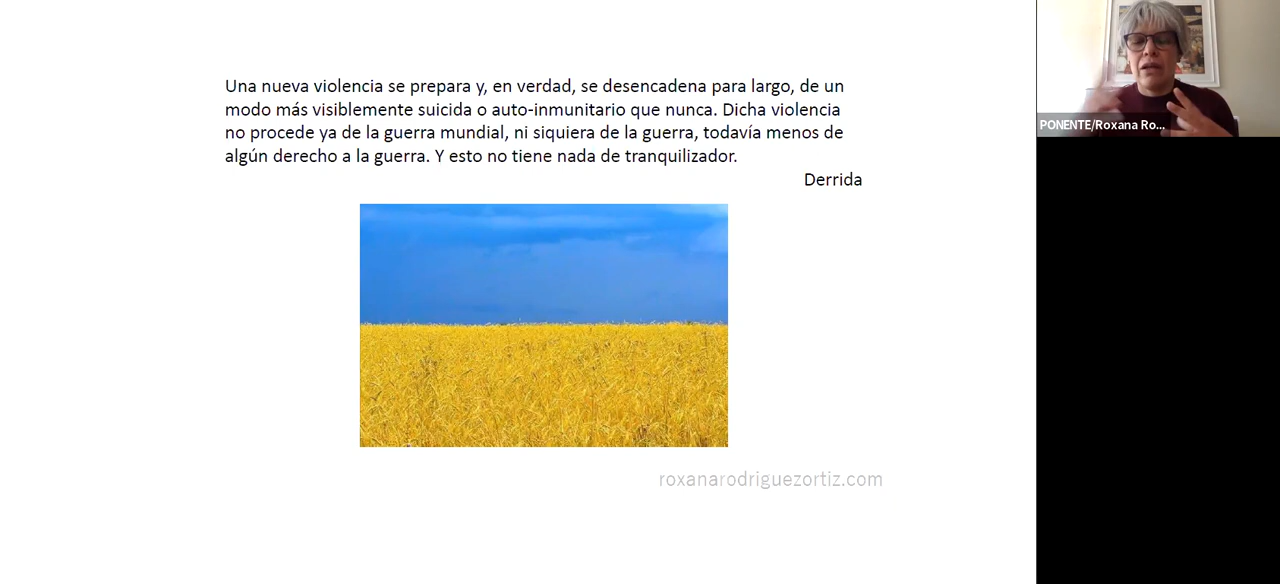 Una nueva violencia se prepara y, en verdad, se desencadena para largo, de un
modo más visiblemente suicida o auto-inmunitario que nunca. Dicha violencia
no procede ya de la guerra mundial, ni siquiera de la guerra, todavía menos de
algún derecho a la guerra. Y esto no tiene nada de tranquilizador.
Derrida
roxanarodriguezortiz.com
PONENTE/Roxana Ro...